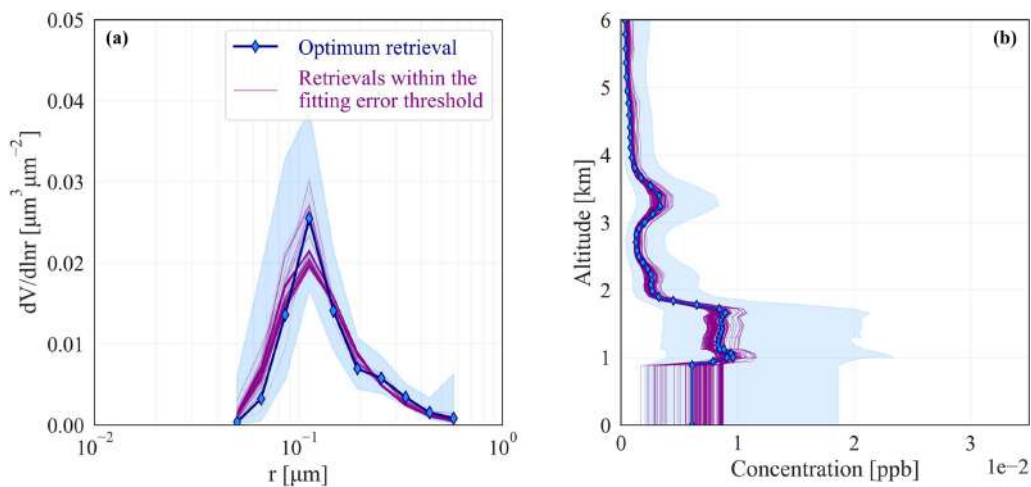 (a)
Optimum retrieval
Retrievals within the
fitting error threshold
0.05
0.04
0.03
0.02
0.01
0.00
dV/dlnr [μm³ μm⁻²]
10⁻²
10⁻¹
10⁰
r [μm]
(b)
6
5
4
3
2
1
0
Altitude [km]
0
1
2
3
1e−2
Concentration [ppb]